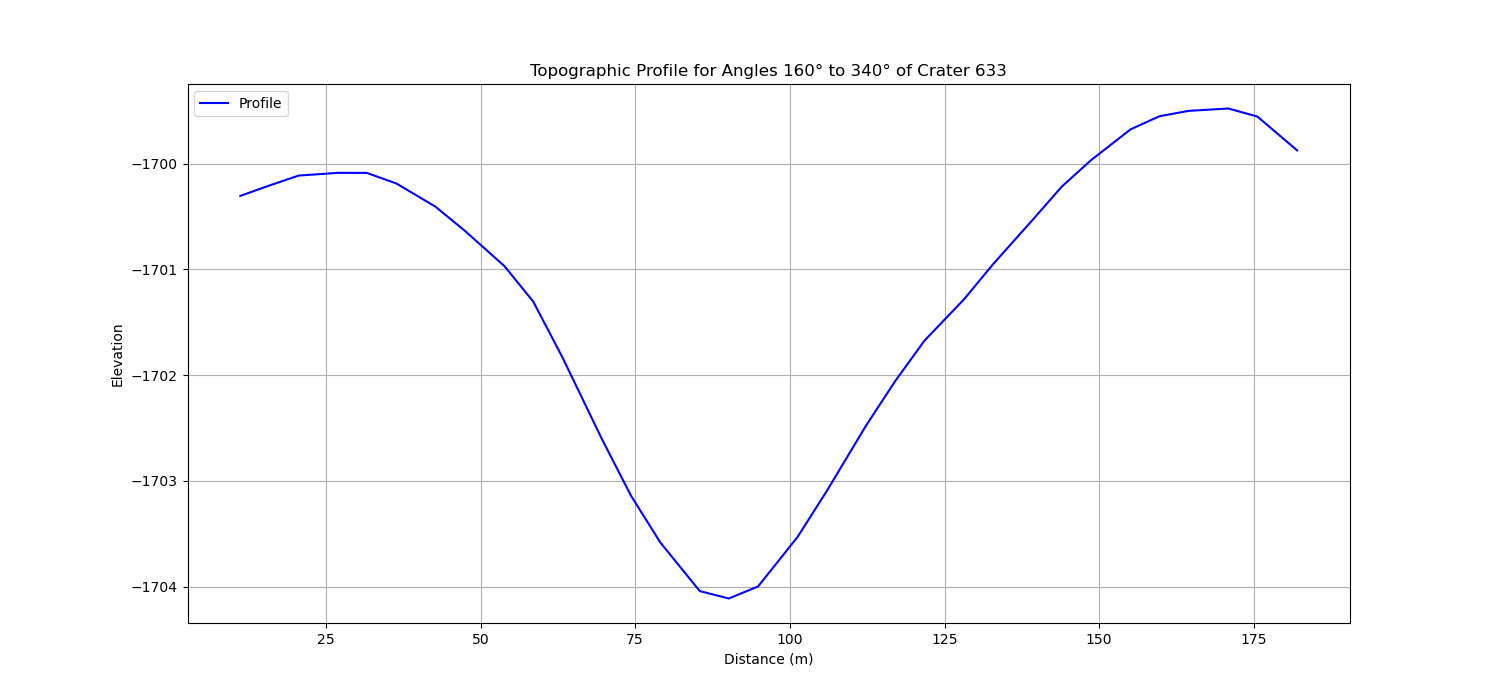 Topographic Profile for Angles 160° to 340° of Crater 633
Profile
−1700
−1701
−1702
−1703
−1704
Elevation
25 50 75 100 125 150 175
Distance (m)